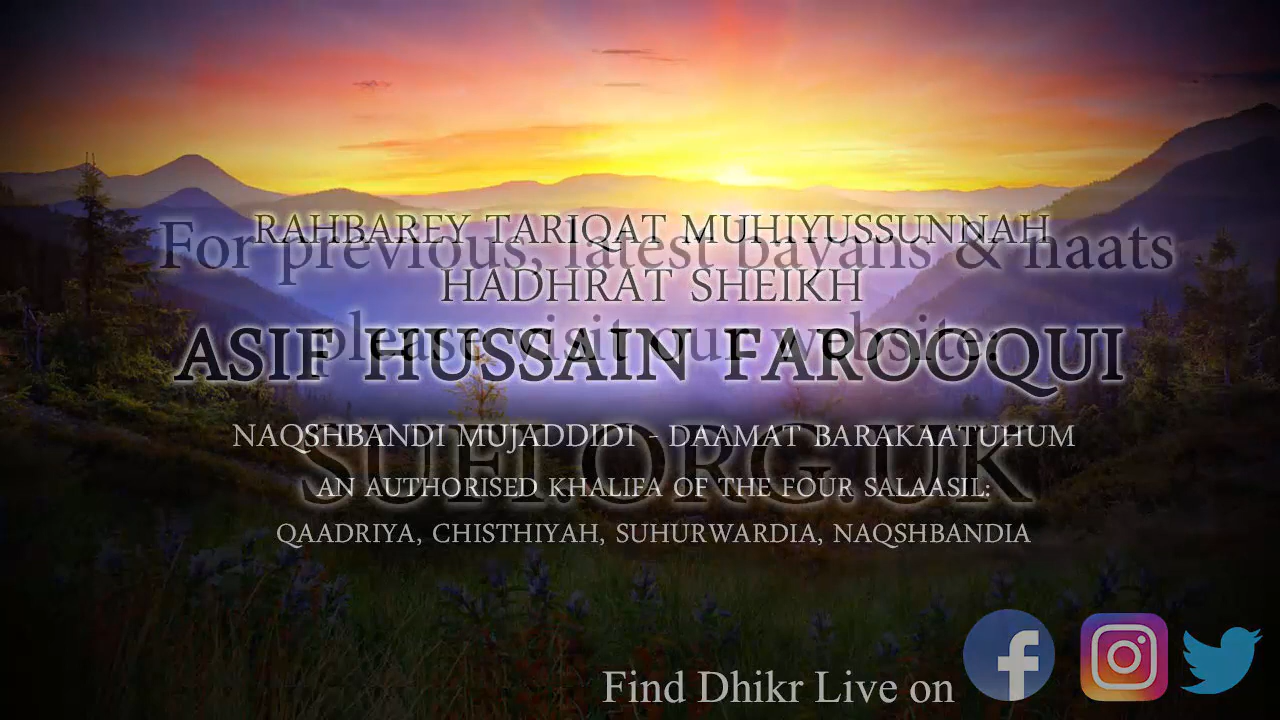 RAHBAREY TARIQAT MUHIYUSSUNNAH
For previous, latest bayans & naats
HADHRAT SHEIKH
please visit our website:
ASIF HUSSAIN FAROOQUI
NAQSHBANDI MUJADDIDI - DAAMAT BARAKAATUHUM
SUFI.ORG.UK
AN AUTHORISED KHALIFA OF THE FOUR SALAASIL:
QAADRIYA, CHISTHIYAH, SUHURWARDIA, NAQSHBANDIA
Find Dhikr Live on